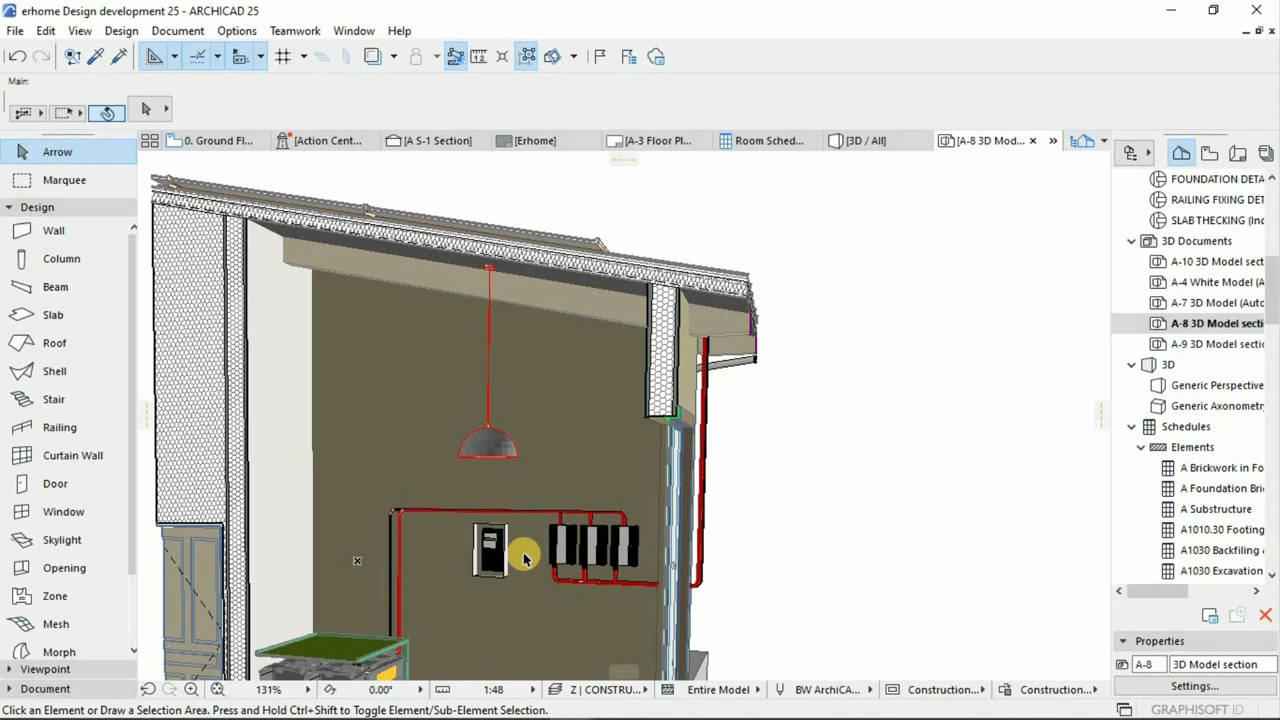 erhome Design development 25 - ARCHICAD 25
File Edit View Design Document Options Teamwork Window Help
Main:
0. Ground Fl... [Action Cent... [A S-1 Section] [Erhome] [A-3 Floor Pl... Room Sched... [3D / All] [A-8 3D Mod...
Arrow
Marquee
Design
Wall
Column
Beam
Slab
Roof
Shell
Stair
Railing
Curtain Wall
Door
Window
Skylight
Opening
Zone
Mesh
Morph
Viewpoint
Document
FOUNDATION DETA
RAILING FIXING DET
SLAB THECKING (Inc
3D Documents
A-10 3D Model sect
A-4 White Model (A
A-7 3D Model (Auto
A-8 3D Model secti
A-9 3D Model sectio
3D
Generic Perspective
Generic Axonometry
Schedules
Elements
A Brickwork in Fo
A Foundation Bri
A Substructure
A1010.30 Footing
A1030 Backfiling
A1030 Excavation
Properties
A-8 3D Model section
Settings...
131% 0.00° 1:48 Z | CONSTRU... Entire Model BW ArchiCA... Construction... Construction...
Click an Element or Draw a Selection Area. Press and Hold Ctrl+Shift to Toggle Element/Sub-Element Selection.
GRAPHISOFT ID